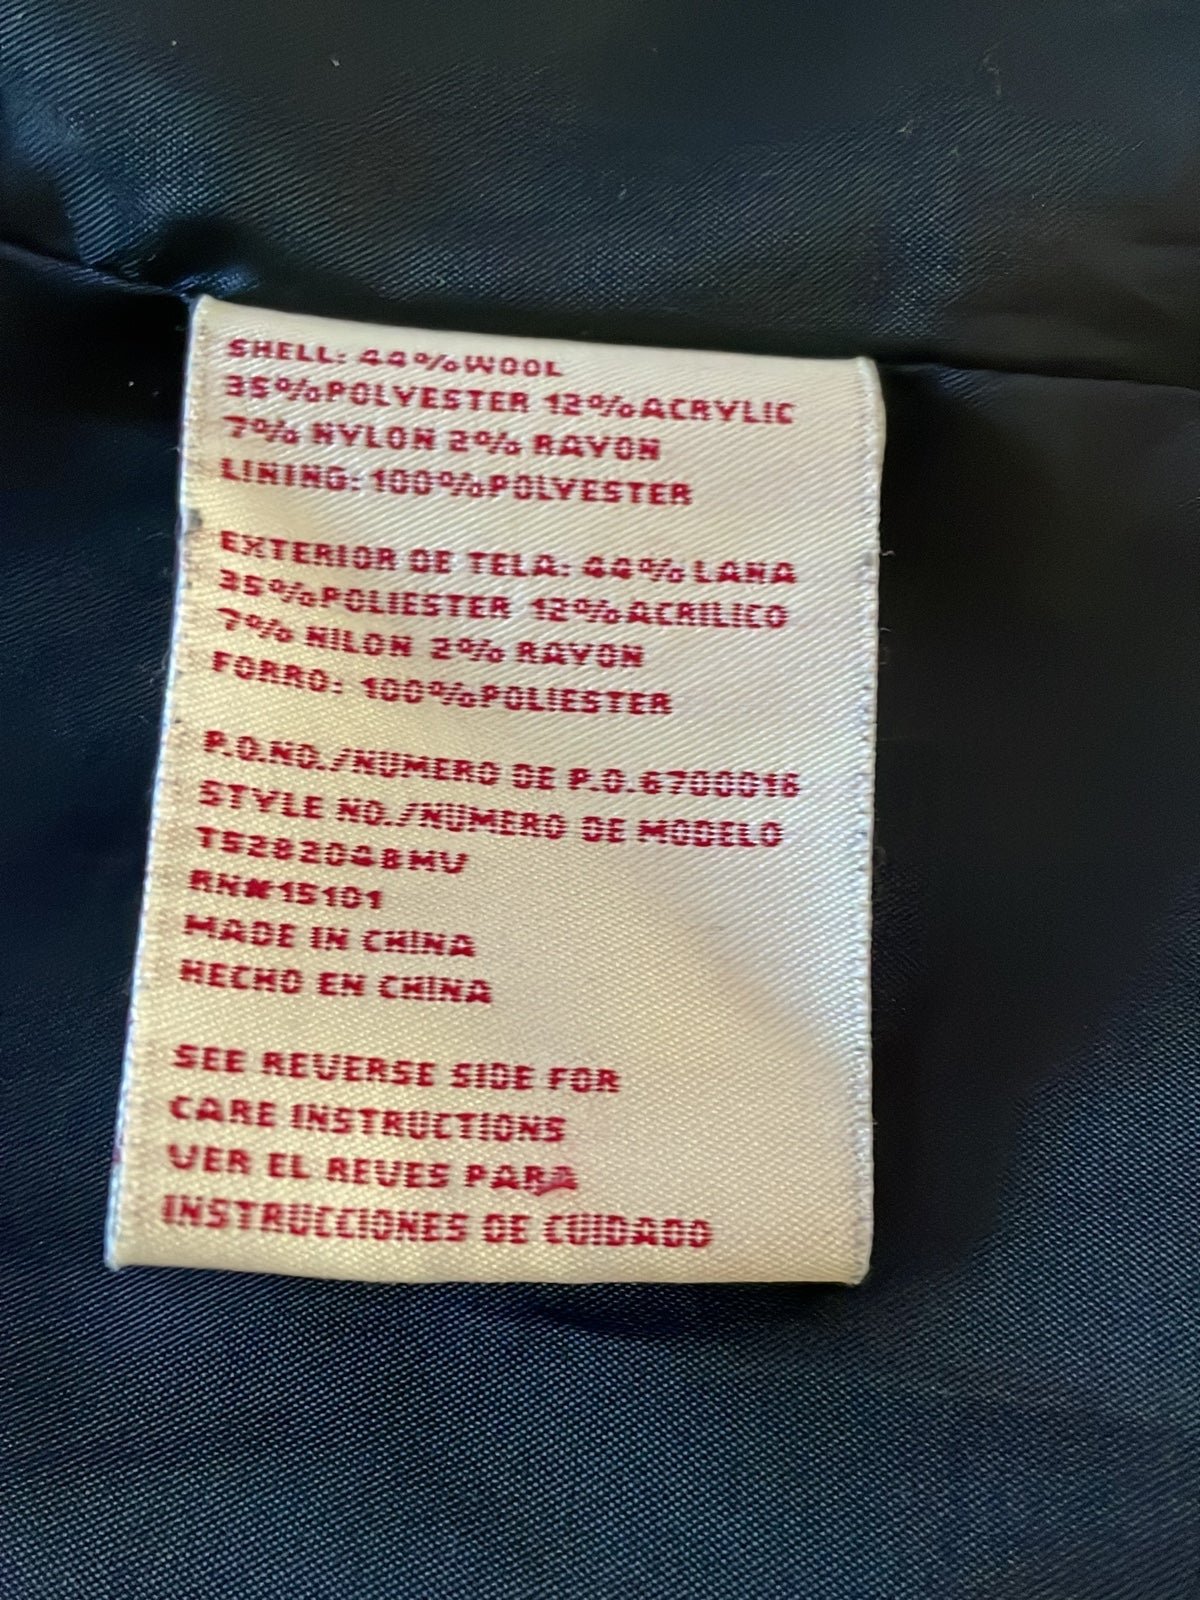 SHELL: 44%WOOL
35%POLYESTER 12%ACRYLIC
7% NYLON 2% RAYON
LINING: 100%POLYESTER
EXTERIOR DE TELA: 44% LANA
35%POLIESTER 12%ACRILICO
7% NILON 2% RAYON
FORRO: 100%POLIESTER
P.O.NO./NUMERO DE P.O.6700016
STYLE NO./NUMERO DE MODELO
TS282048MV
RN#15101
MADE IN CHINA
HECHO EN CHINA
SEE REVERSE SIDE FOR
CARE INSTRUCTIONS
VER EL REVES PARA
INSTRUCCIONES DE CUIDADO